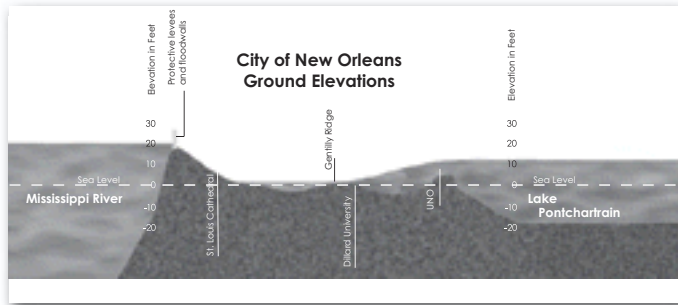 City of New Orleans
Ground Elevations
Elevation in Feet
Protective levees
and floodwalls
30
20
10
0
-10
-20
Sea Level
Mississippi River
St. Louis Cathedral
Gentilly Ridge
Dillard University
UNO
Elevation in Feet
30
20
10
0
-10
-20
Sea Level
Lake
Pontchartrain